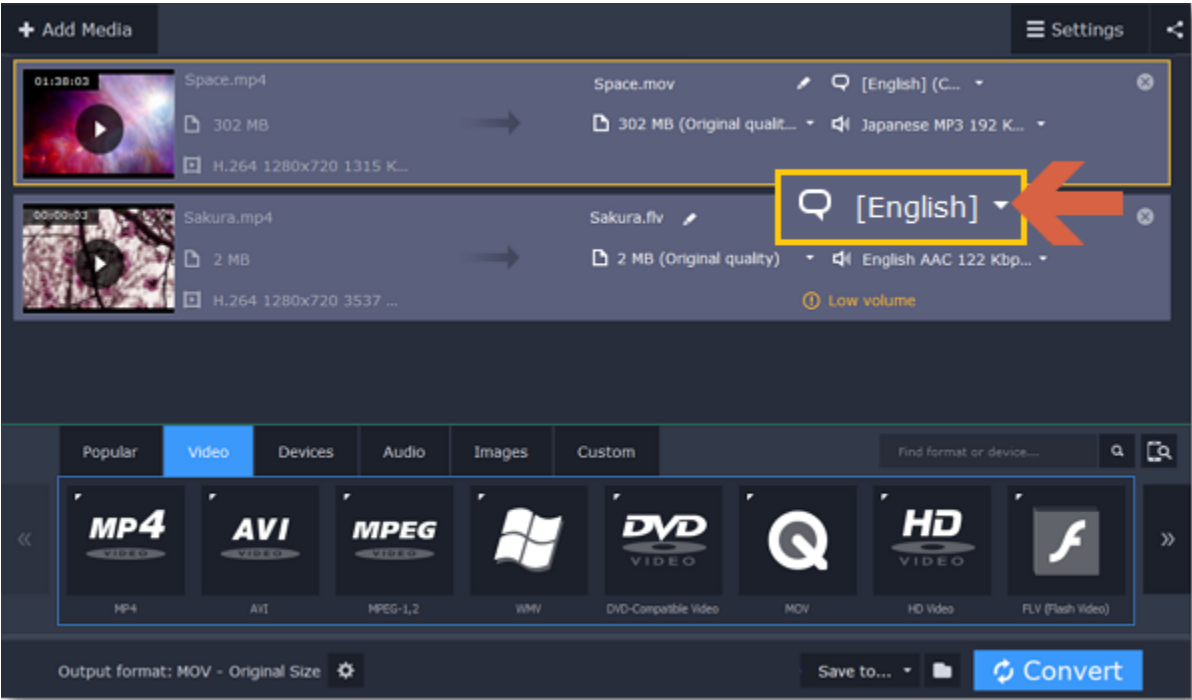 Add Media
Settings
01:38:03
Space.mp4
Space.mov
[English] (C...
302 MB
302 MB (Original qualit...
Japanese MP3 192 K...
H.264 1280x720 1315 K...
[English]
00:00:03
Sakura.mp4
Sakura.flv
2 MB
2 MB (Original quality)
English AAC 122 Kbp...
H.264 1280x720 3537 ...
Low volume
Popular
Video
Devices
Audio
Images
Custom
Find format or device...
MP4
VIDEO
AVI
VIDEO
MPEG
VIDEO
DVD
VIDEO
HD
VIDEO
MP4
AVI
MPEG-1,2
WMV
DVD-Compatible Video
MOV
HD Video
FLV (Flash Video)
Output format: MOV - Original Size
Save to...
Convert